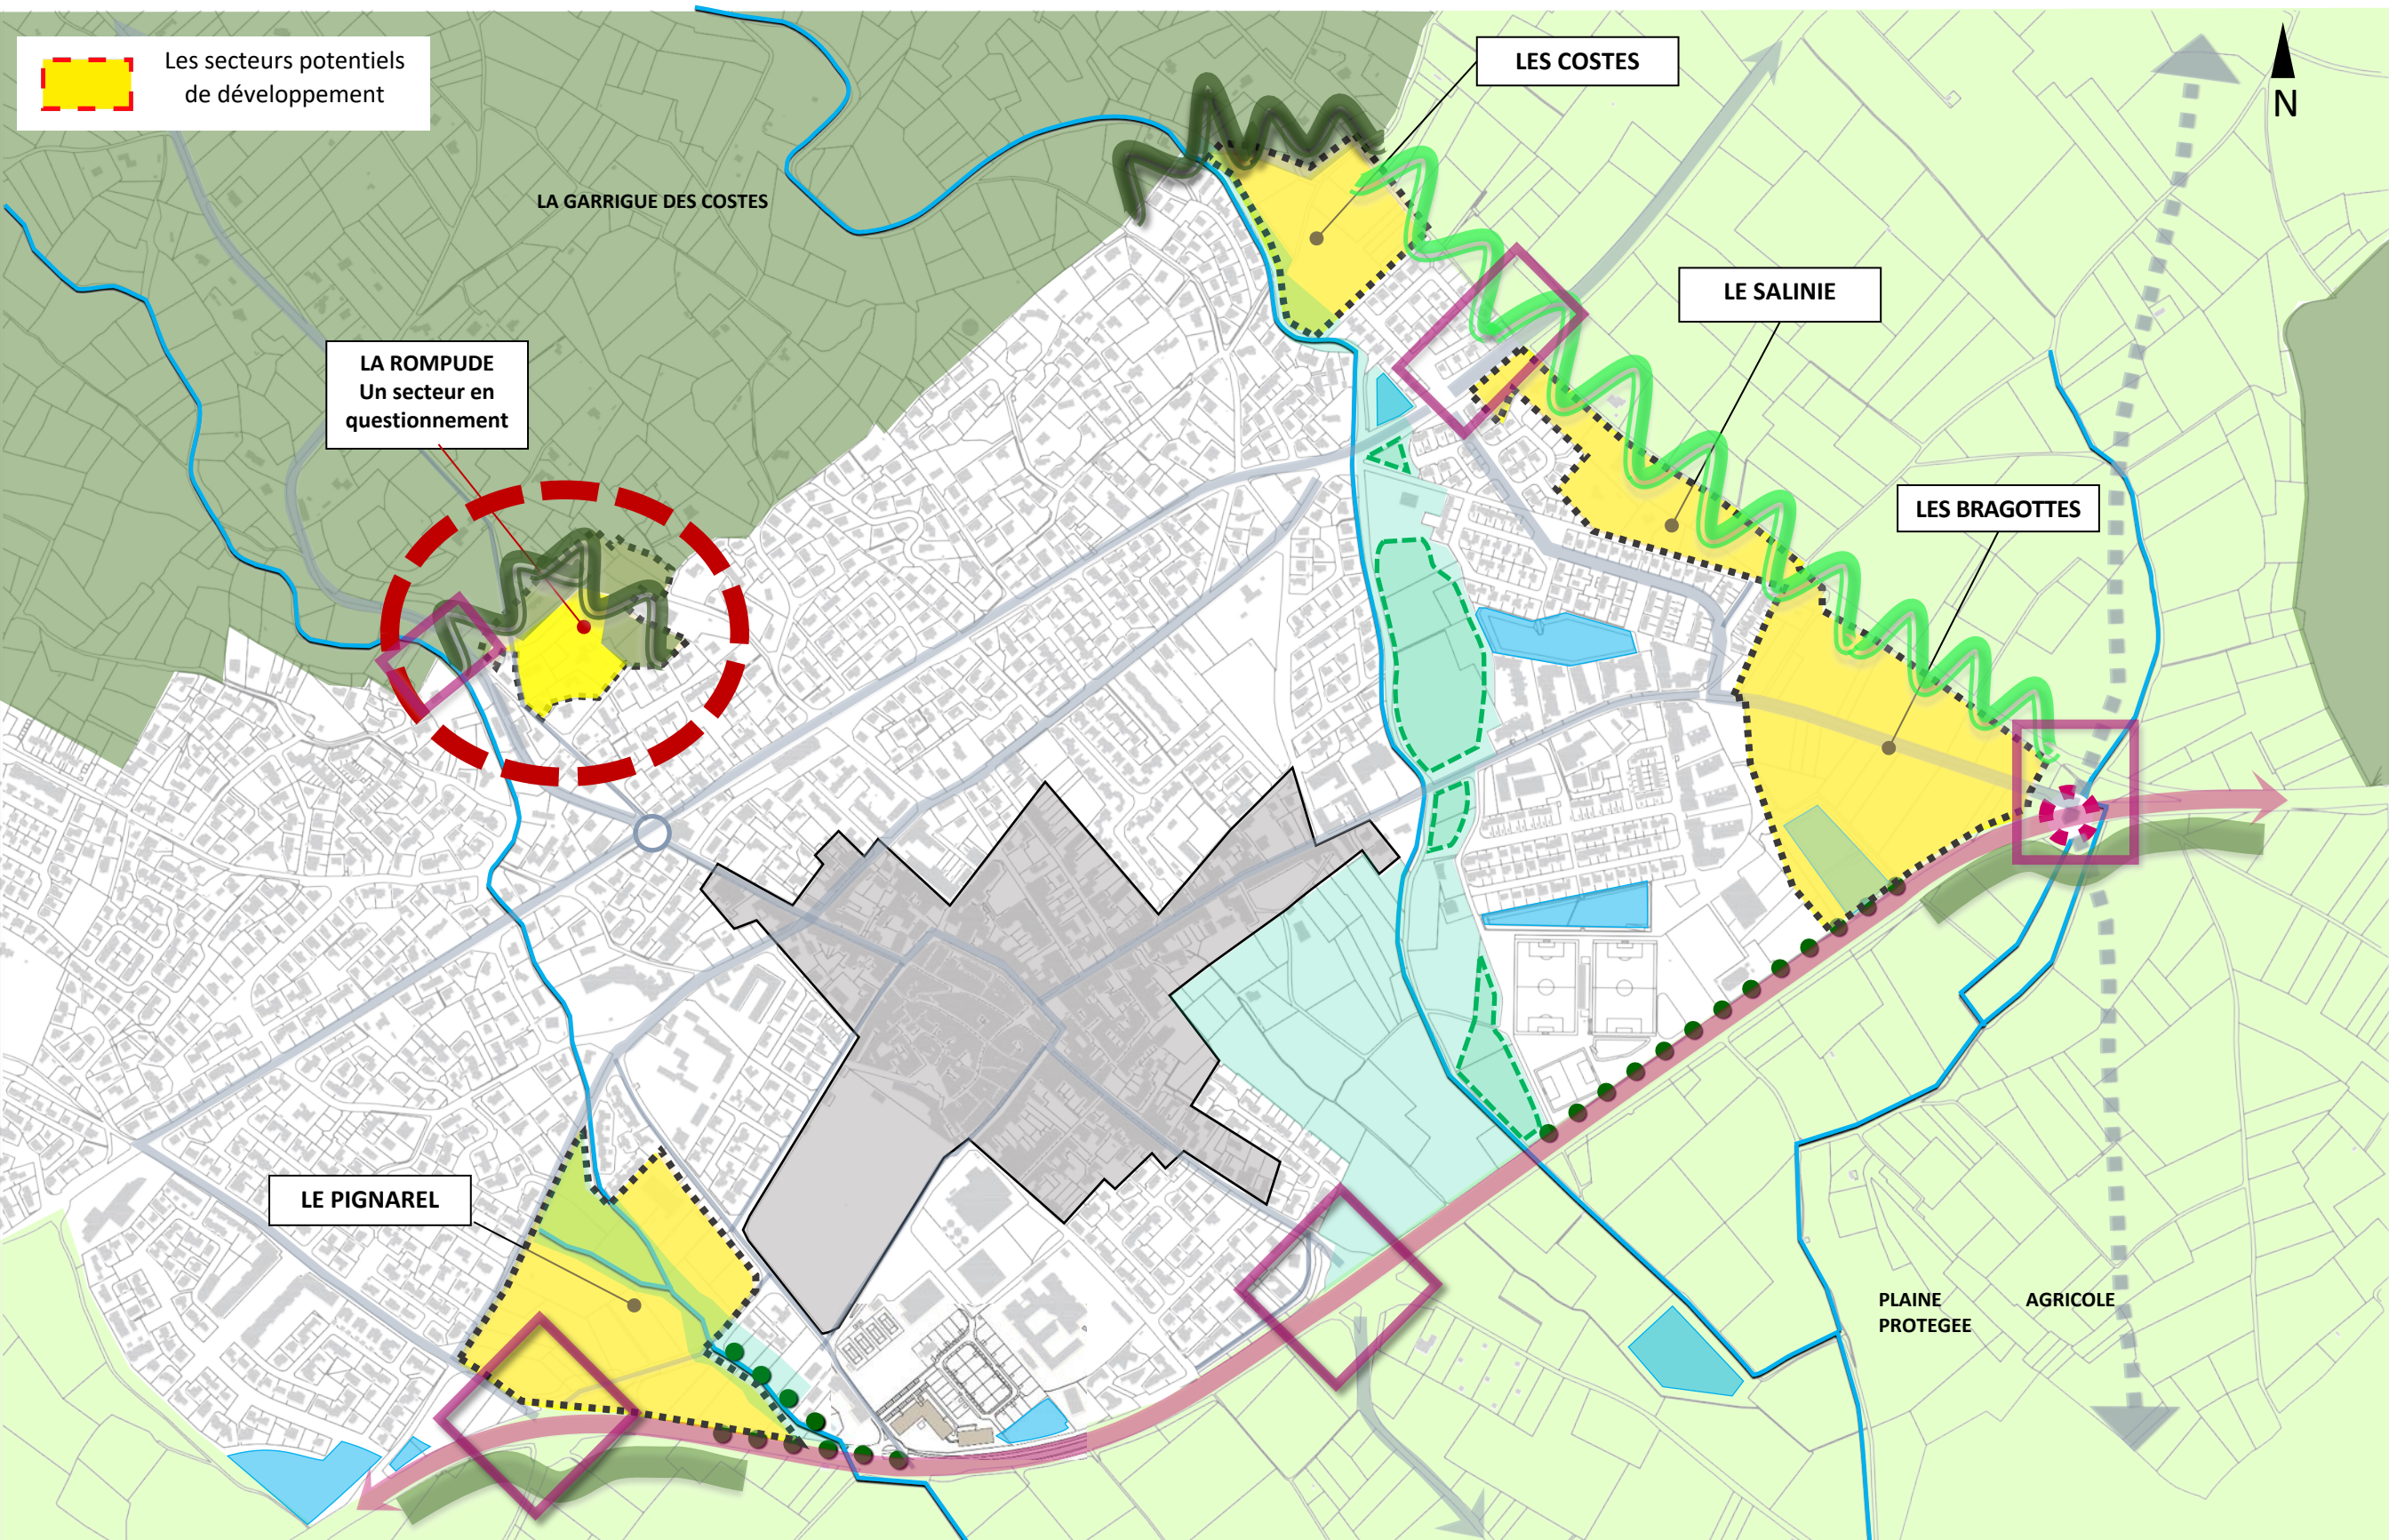 Les secteurs potentiels
de développement
LES COSTES
N
LA GARRIGUE DES COSTES
LE SALINIE
LA ROMPUDE
Un secteur en
questionnement
LES BRAGOTTES
LE PIGNAREL
PLAINE AGRICOLE
PROTEGEE